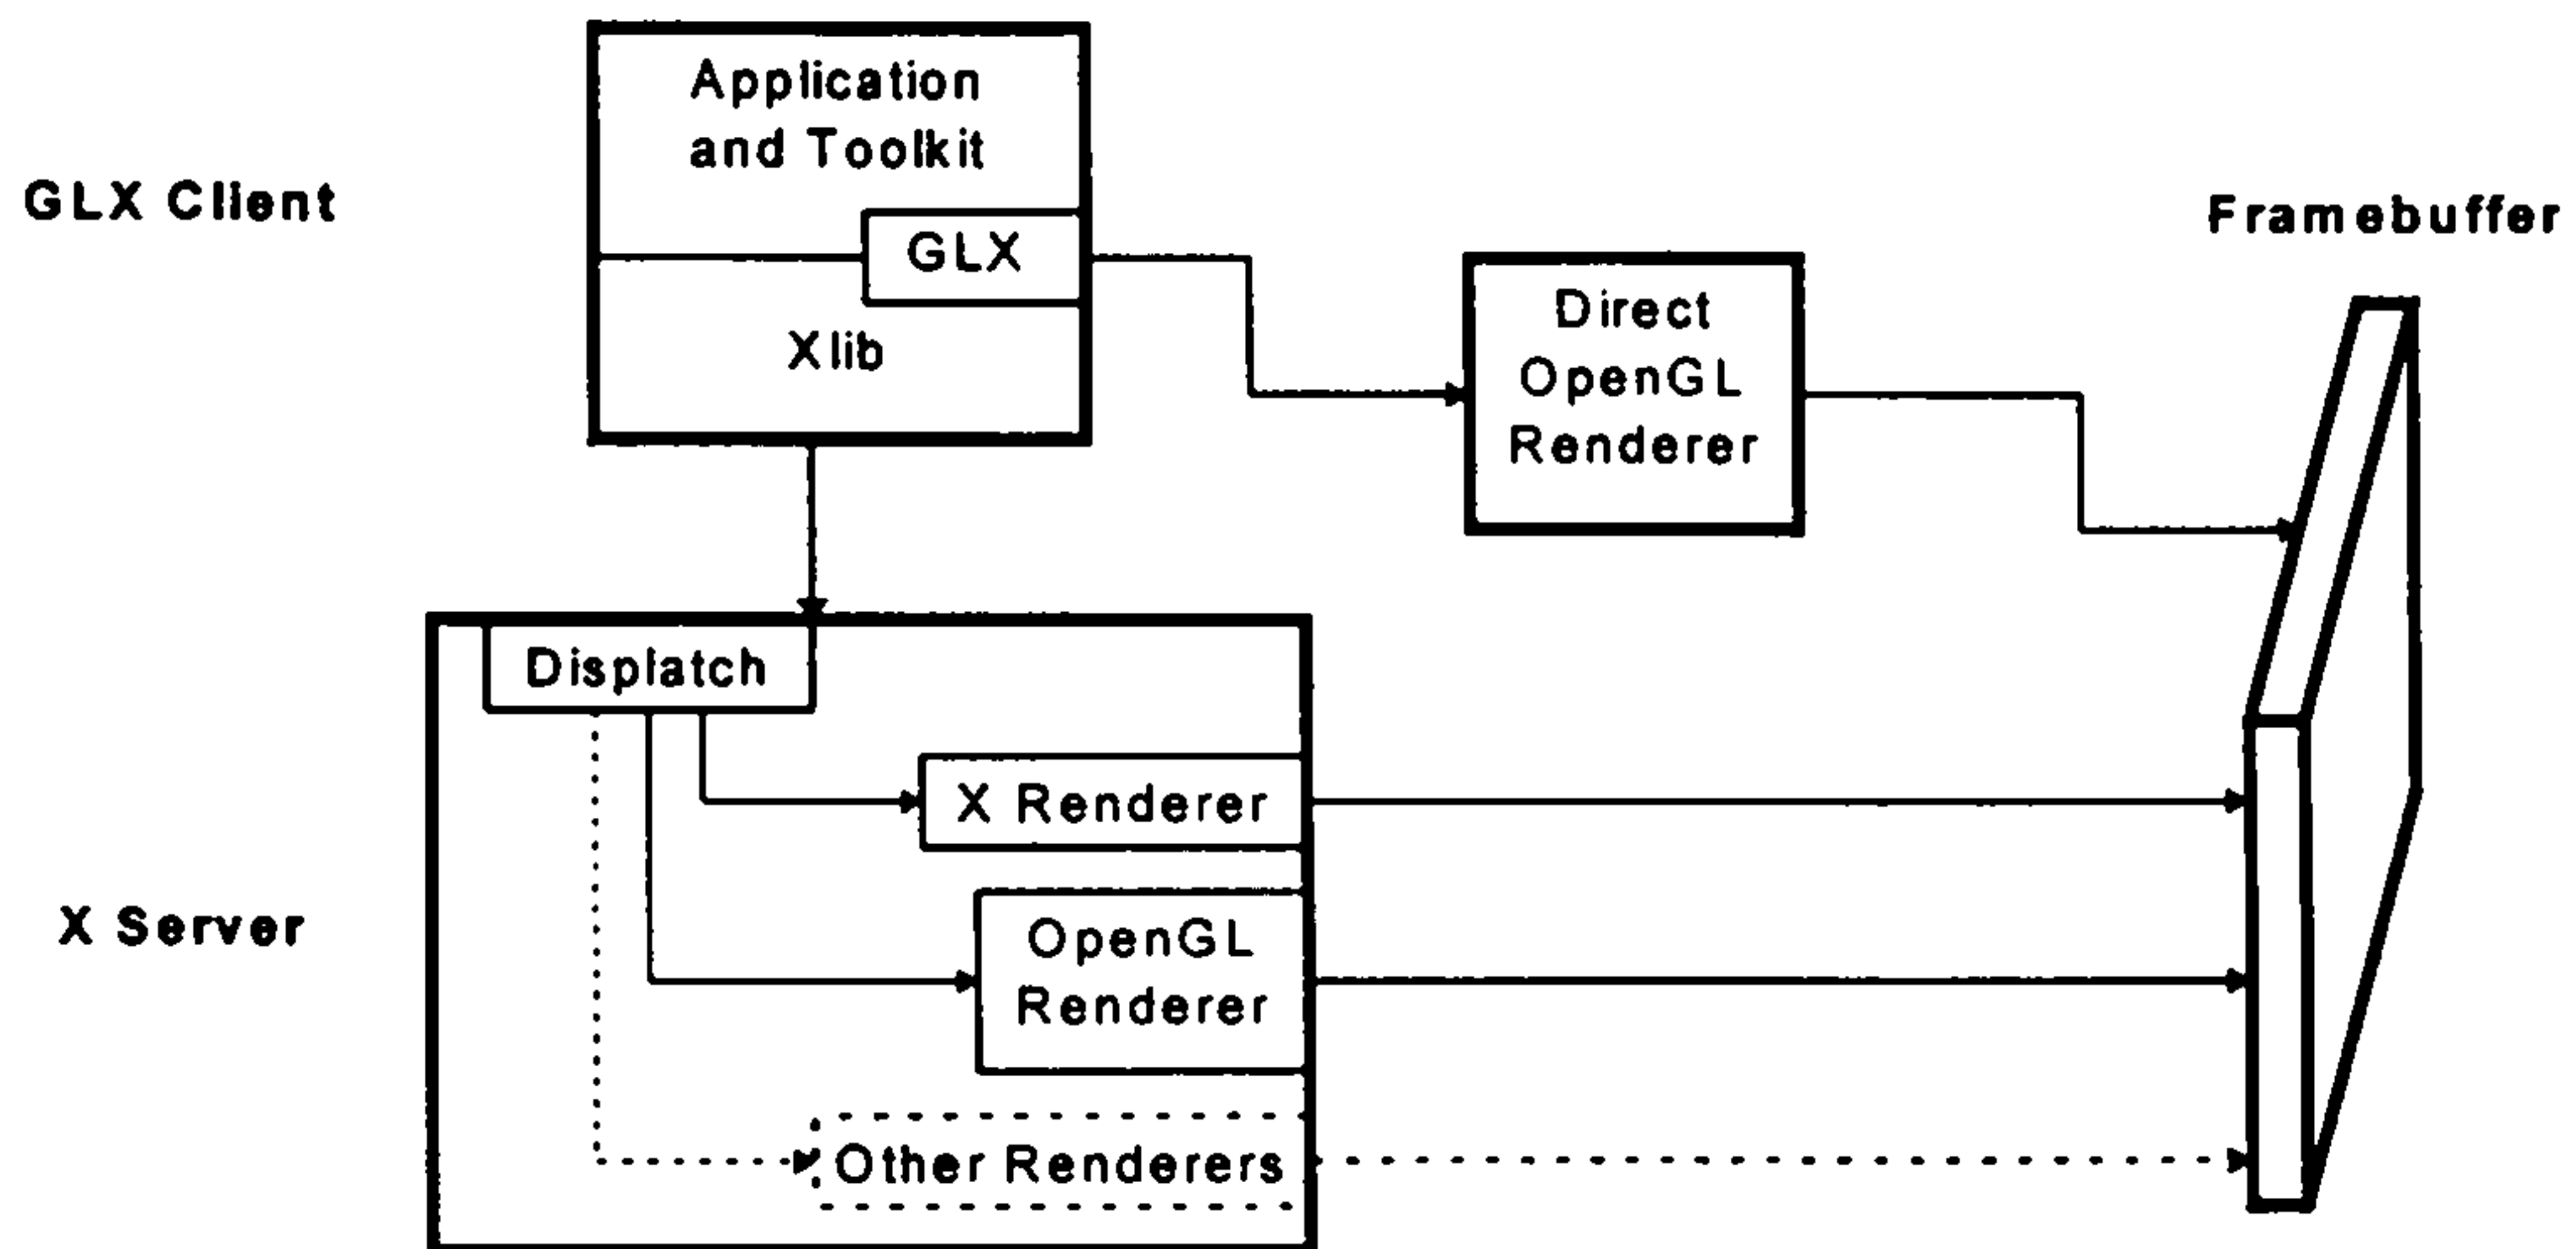 Application
and Toolkit
GLX Client
GLX
Xlib
Framebuffer
Direct
OpenGL
Renderer
Displatch
X Renderer
X Server
OpenGL
Renderer
Other Renderers